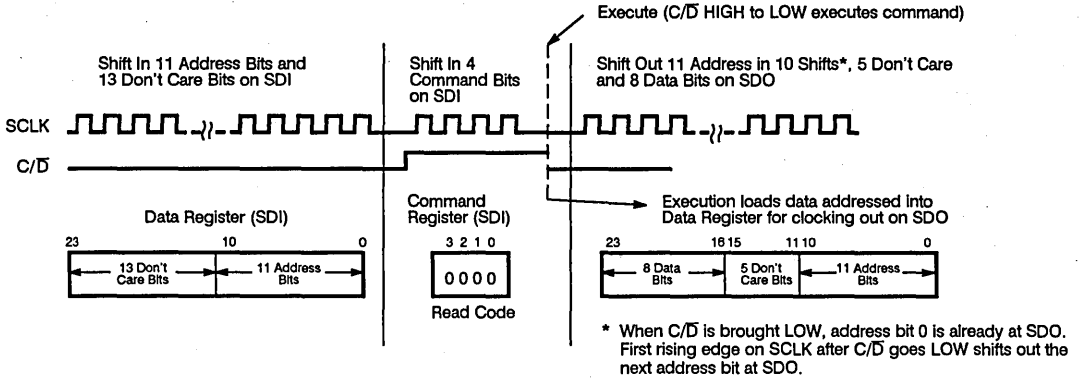 Execute (C/D̅ HIGH to LOW executes command)
Shift In 11 Address Bits and
13 Don't Care Bits on SDI
Shift In 4
Command Bits
on SDI
Shift Out 11 Address in 10 Shifts*, 5 Don't Care
and 8 Data Bits on SDO
SCLK
C/D̅
Data Register (SDI)
Command
Register (SDI)
Execution loads data addressed into
Data Register for clocking out on SDO
23 10 0
3 2 1 0
23 16 15 11 10 0
13 Don't
Care Bits
11 Address
Bits
0 0 0 0
8 Data
Bits
5 Don't
Care Bits
11 Address
Bits
Read Code
* When C/D̅ is brought LOW, address bit 0 is already at SDO.
First rising edge on SCLK after C/D̅ goes LOW shifts out the
next address bit at SDO.